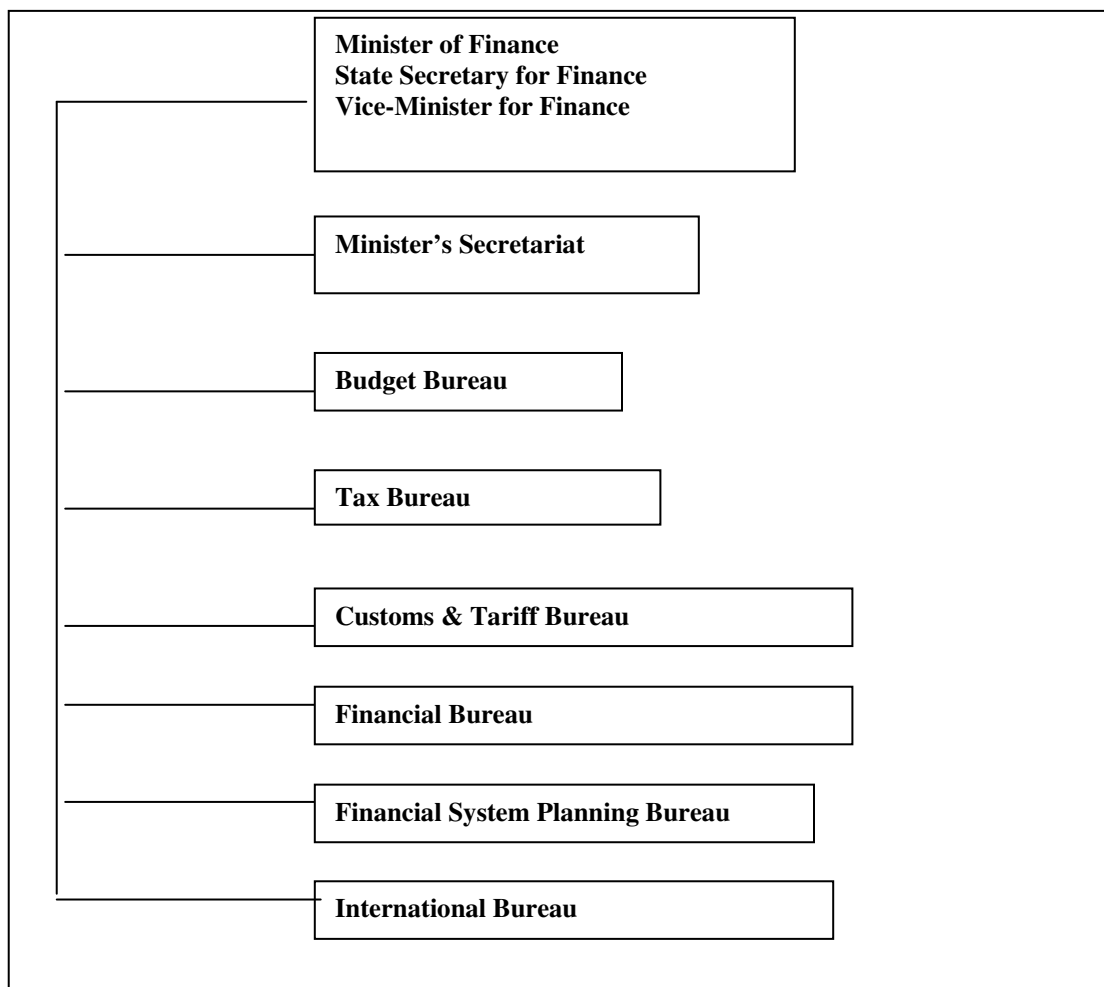 Minister of Finance
State Secretary for Finance
Vice-Minister for Finance
Minister’s Secretariat
Budget Bureau
Tax Bureau
Customs & Tariff Bureau
Financial Bureau
Financial System Planning Bureau
International Bureau